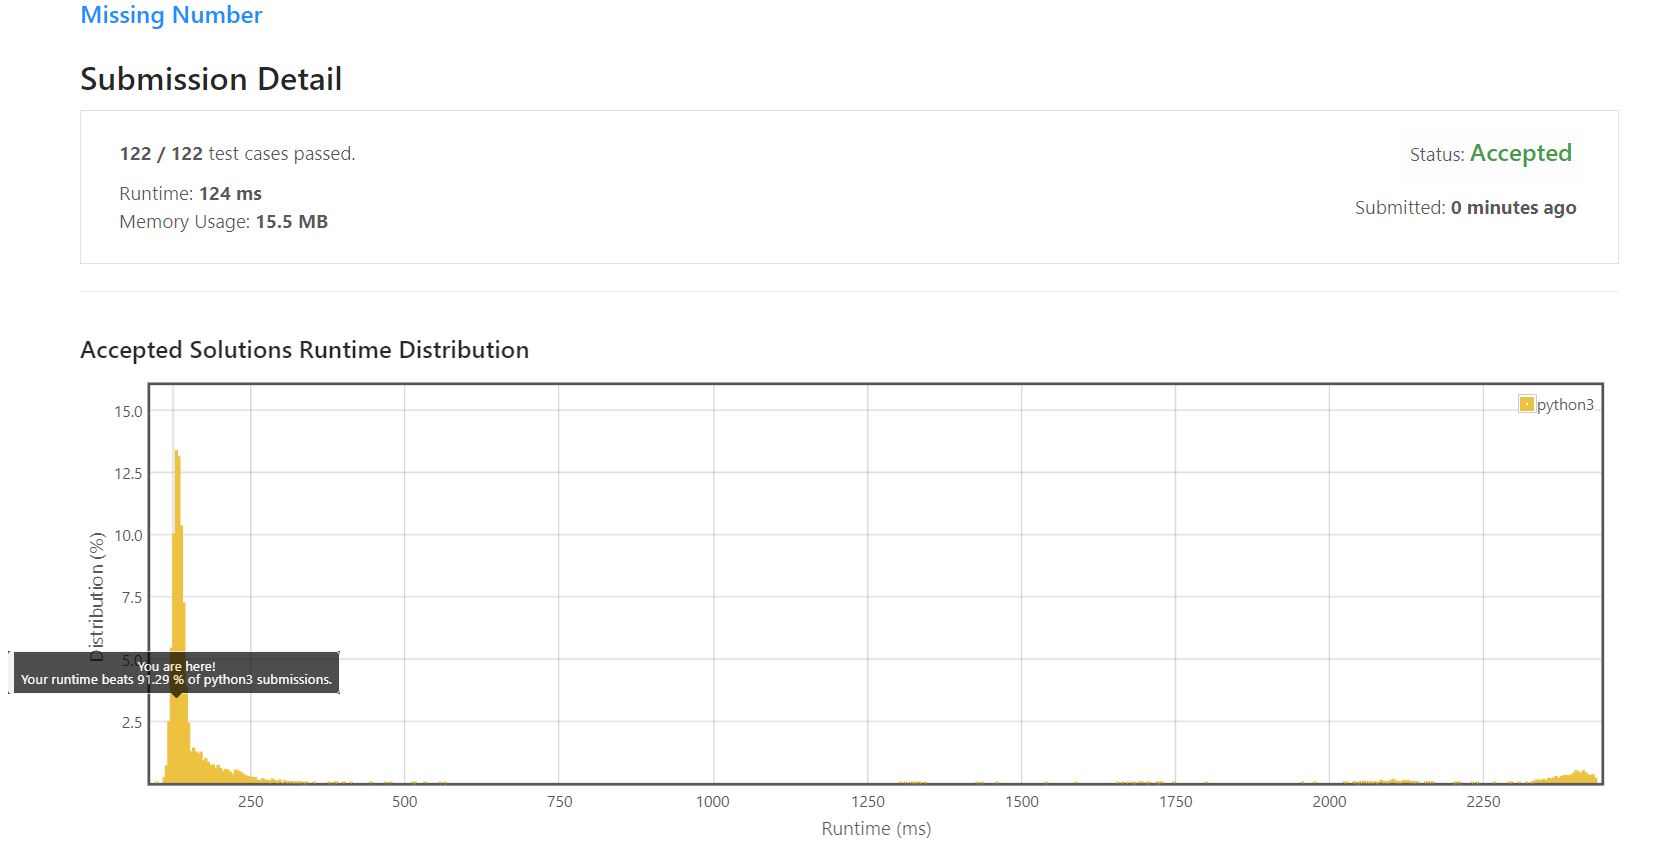 Missing Number
Submission Detail
122 / 122 test cases passed.
Status: Accepted
Runtime: 124 ms
Submitted: 0 minutes ago
Memory Usage: 15.5 MB
Accepted Solutions Runtime Distribution
python3
15.0
12.5
10.0
7.5
5.0
2.5
Distribution (%)
You are here!
Your runtime beats 91.29 % of python3 submissions.
250 500 750 1000 1250 1500 1750 2000 2250
Runtime (ms)